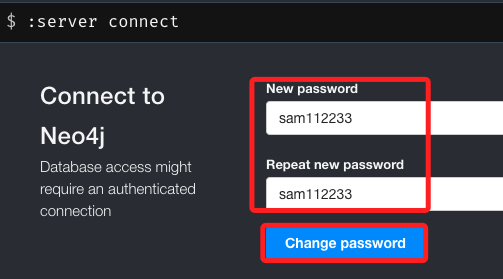 $ :server connect
Connect to
Neo4j
Database access might
require an authenticated
connection
New password
sam112233
Repeat new password
sam112233
Change password